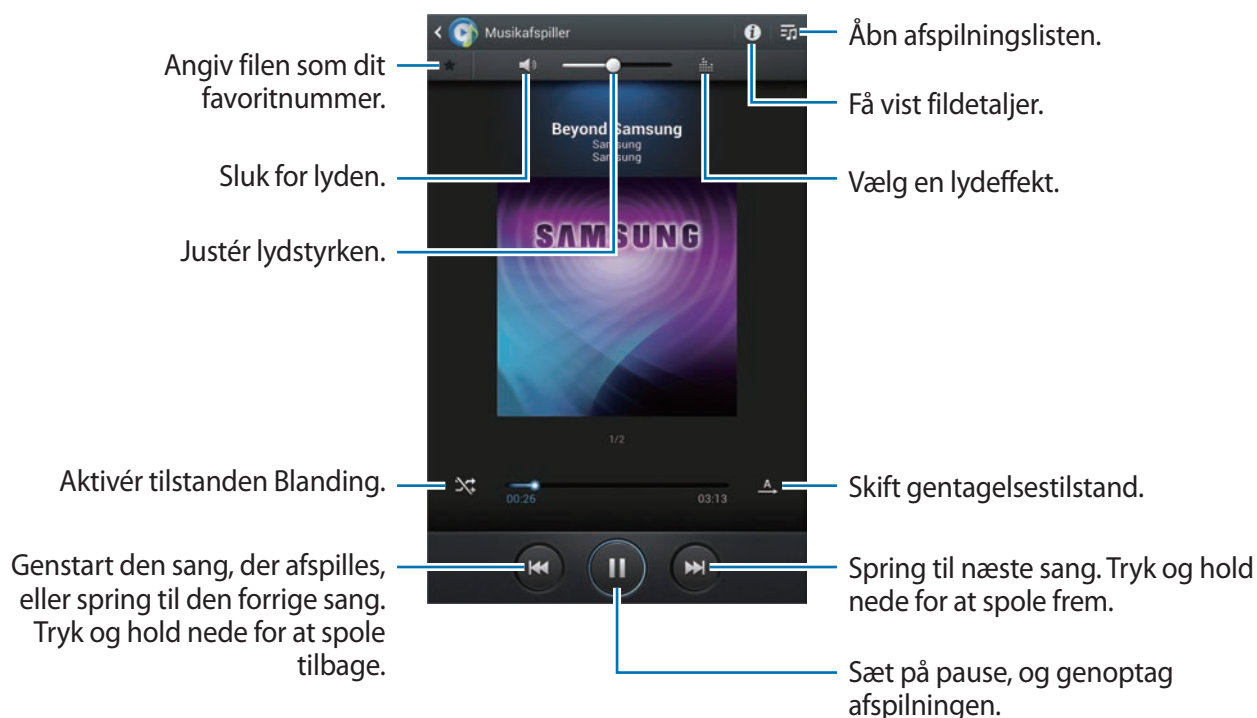 Musikafspiller
Åbn afspilningslisten.
Angiv filen som dit
favoritnummer.
Få vist fildetaljer.
Beyond Samsung
Samsung
Samsung
Sluk for lyden.
Vælg en lydeffekt.
SAMSUNG
Justér lydstyrken.
1/2
Aktivér tilstanden Blanding.
00:26
03:13
A
Skift gentagelsestilstand.
Genstart den sang, der afspilles,
eller spring til den forrige sang.
Tryk og hold nede for at spole
tilbage.
Spring til næste sang. Tryk og hold
nede for at spole frem.
Sæt på pause, og genoptag
afspilningen.